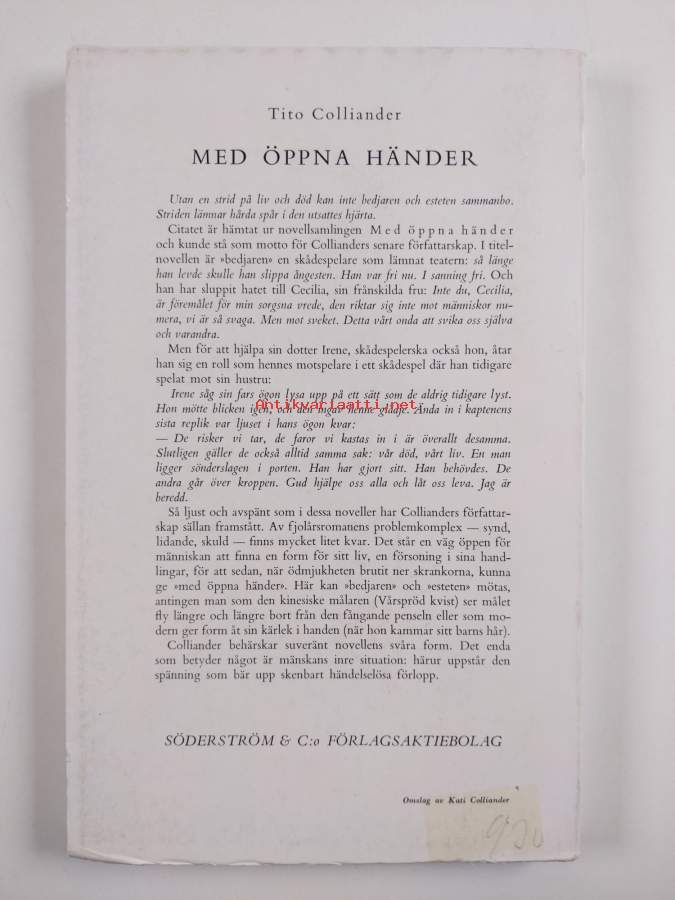 Tito Colliander
MED ÖPPNA HÄNDER
Utan en strid på liv och död kan inte bedjaren och esteten sammanbo.
Striden lämnar hårda spår i den utsattes hjärta.
Citatet är hämtat ur novellsamlingen Med öppna händer
och kunde stå som motto för Collianders senare författarskap. I titel-
novellen är »bedjaren» en skådespelare som lämnat teatern: så länge
han levde skulle han slippa ångesten. Han var fri nu. I sanning fri. Och
han har sluppit hatet till Cecilia, sin frånskilda fru: Inte du, Cecilia,
är föremålet för min sorgsna vrede, den riktar sig inte mot människor nu-
mera, vi är så svaga. Men mot sveket. Detta vårt onda att svika oss själva
och varandra.
Men för att hjälpa sin dotter Irene, skådespelerska också hon, åtar
han sig en roll som hennes motspelare i ett skådespel där han tidigare
spelat mot sin hustru:
Irene såg sin fars ögon lysa upp på ett sätt som de aldrig tidigare lyst.
Hon mötte blicken igen, och den ingav henne glädje. Ända in i kaptenens
Antikvariaatti.net
sista replik var ljuset i hans ögon kvar:
— De risker vi tar, de faror vi kastas in i är överallt desamma.
Slutligen gäller de också alltid samma sak: vår död, vårt liv. En man
ligger sönderslagen i porten. Han har gjort sitt. Han behövdes. De
andra går över kroppen. Gud hjälpe oss alla och låt oss leva. Jag är
beredd.
Så ljust och avspänt som i dessa noveller har Collianders författar-
skap sällan framstått. Av fjolårsromanens problemkomplex — synd,
lidande, skuld — finns mycket litet kvar. Det står en väg öppen för
människan att finna en form för sitt liv, en försoning i sina hand-
lingar, för att sedan, när ödmjukheten brutit ner skrankorna, kunna
ge »med öppna händer». Här kan »bedjaren» och »esteten» mötas,
antingen man som den kinesiske målaren (Vårspröd kvist) ser målet
fly längre och längre bort från den fångande penseln eller som mo-
dern ger form åt sin kärlek i handen (när hon kammar sitt barns hår).
Colliander behärskar suveränt novellens svåra form. Det enda
som betyder något är mänskans inre situation: härur uppstår den
spänning som bär upp skenbart händelselösa förlopp.
SÖDERSTRÖM & C:o FÖRLAGSAKTIEBOLAG
Omslag av Kati Colliander